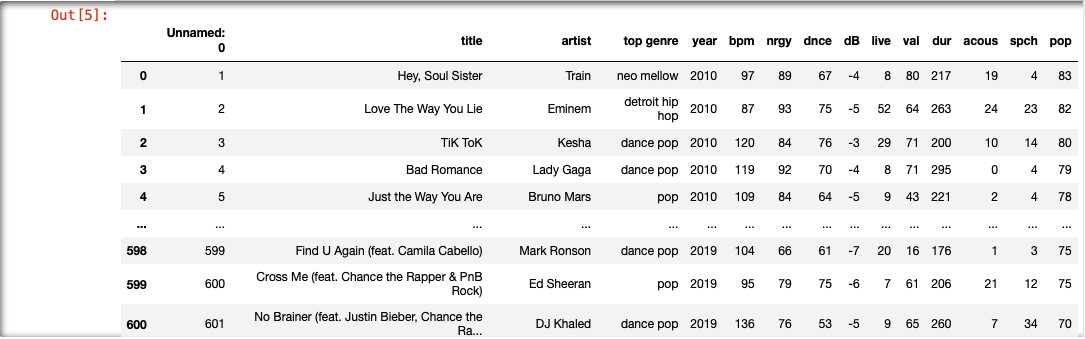 Out[5]:
Unnamed: 0 title artist top genre year bpm nrgy dnce dB live val dur acous spch pop
0 1 Hey, Soul Sister Train neo mellow 2010 97 89 67 -4 8 80 217 19 4 83
1 2 Love The Way You Lie Eminem detroit hip hop 2010 87 93 75 -5 52 64 263 24 23 82
2 3 TiK ToK Kesha dance pop 2010 120 84 76 -3 29 71 200 10 14 80
3 4 Bad Romance Lady Gaga dance pop 2010 119 92 70 -4 8 71 295 0 4 79
4 5 Just the Way You Are Bruno Mars pop 2010 109 84 64 -5 9 43 221 2 4 78
... ... ... ... ... ... ... ... ... ... ... ... ... ... ... ...
598 599 Find U Again (feat. Camila Cabello) Mark Ronson dance pop 2019 104 66 61 -7 20 16 176 1 3 75
599 600 Cross Me (feat. Chance the Rapper & PnB Rock) Ed Sheeran pop 2019 95 79 75 -6 7 61 206 21 12 75
600 601 No Brainer (feat. Justin Bieber, Chance the Ra... DJ Khaled dance pop 2019 136 76 53 -5 9 65 260 7 34 70